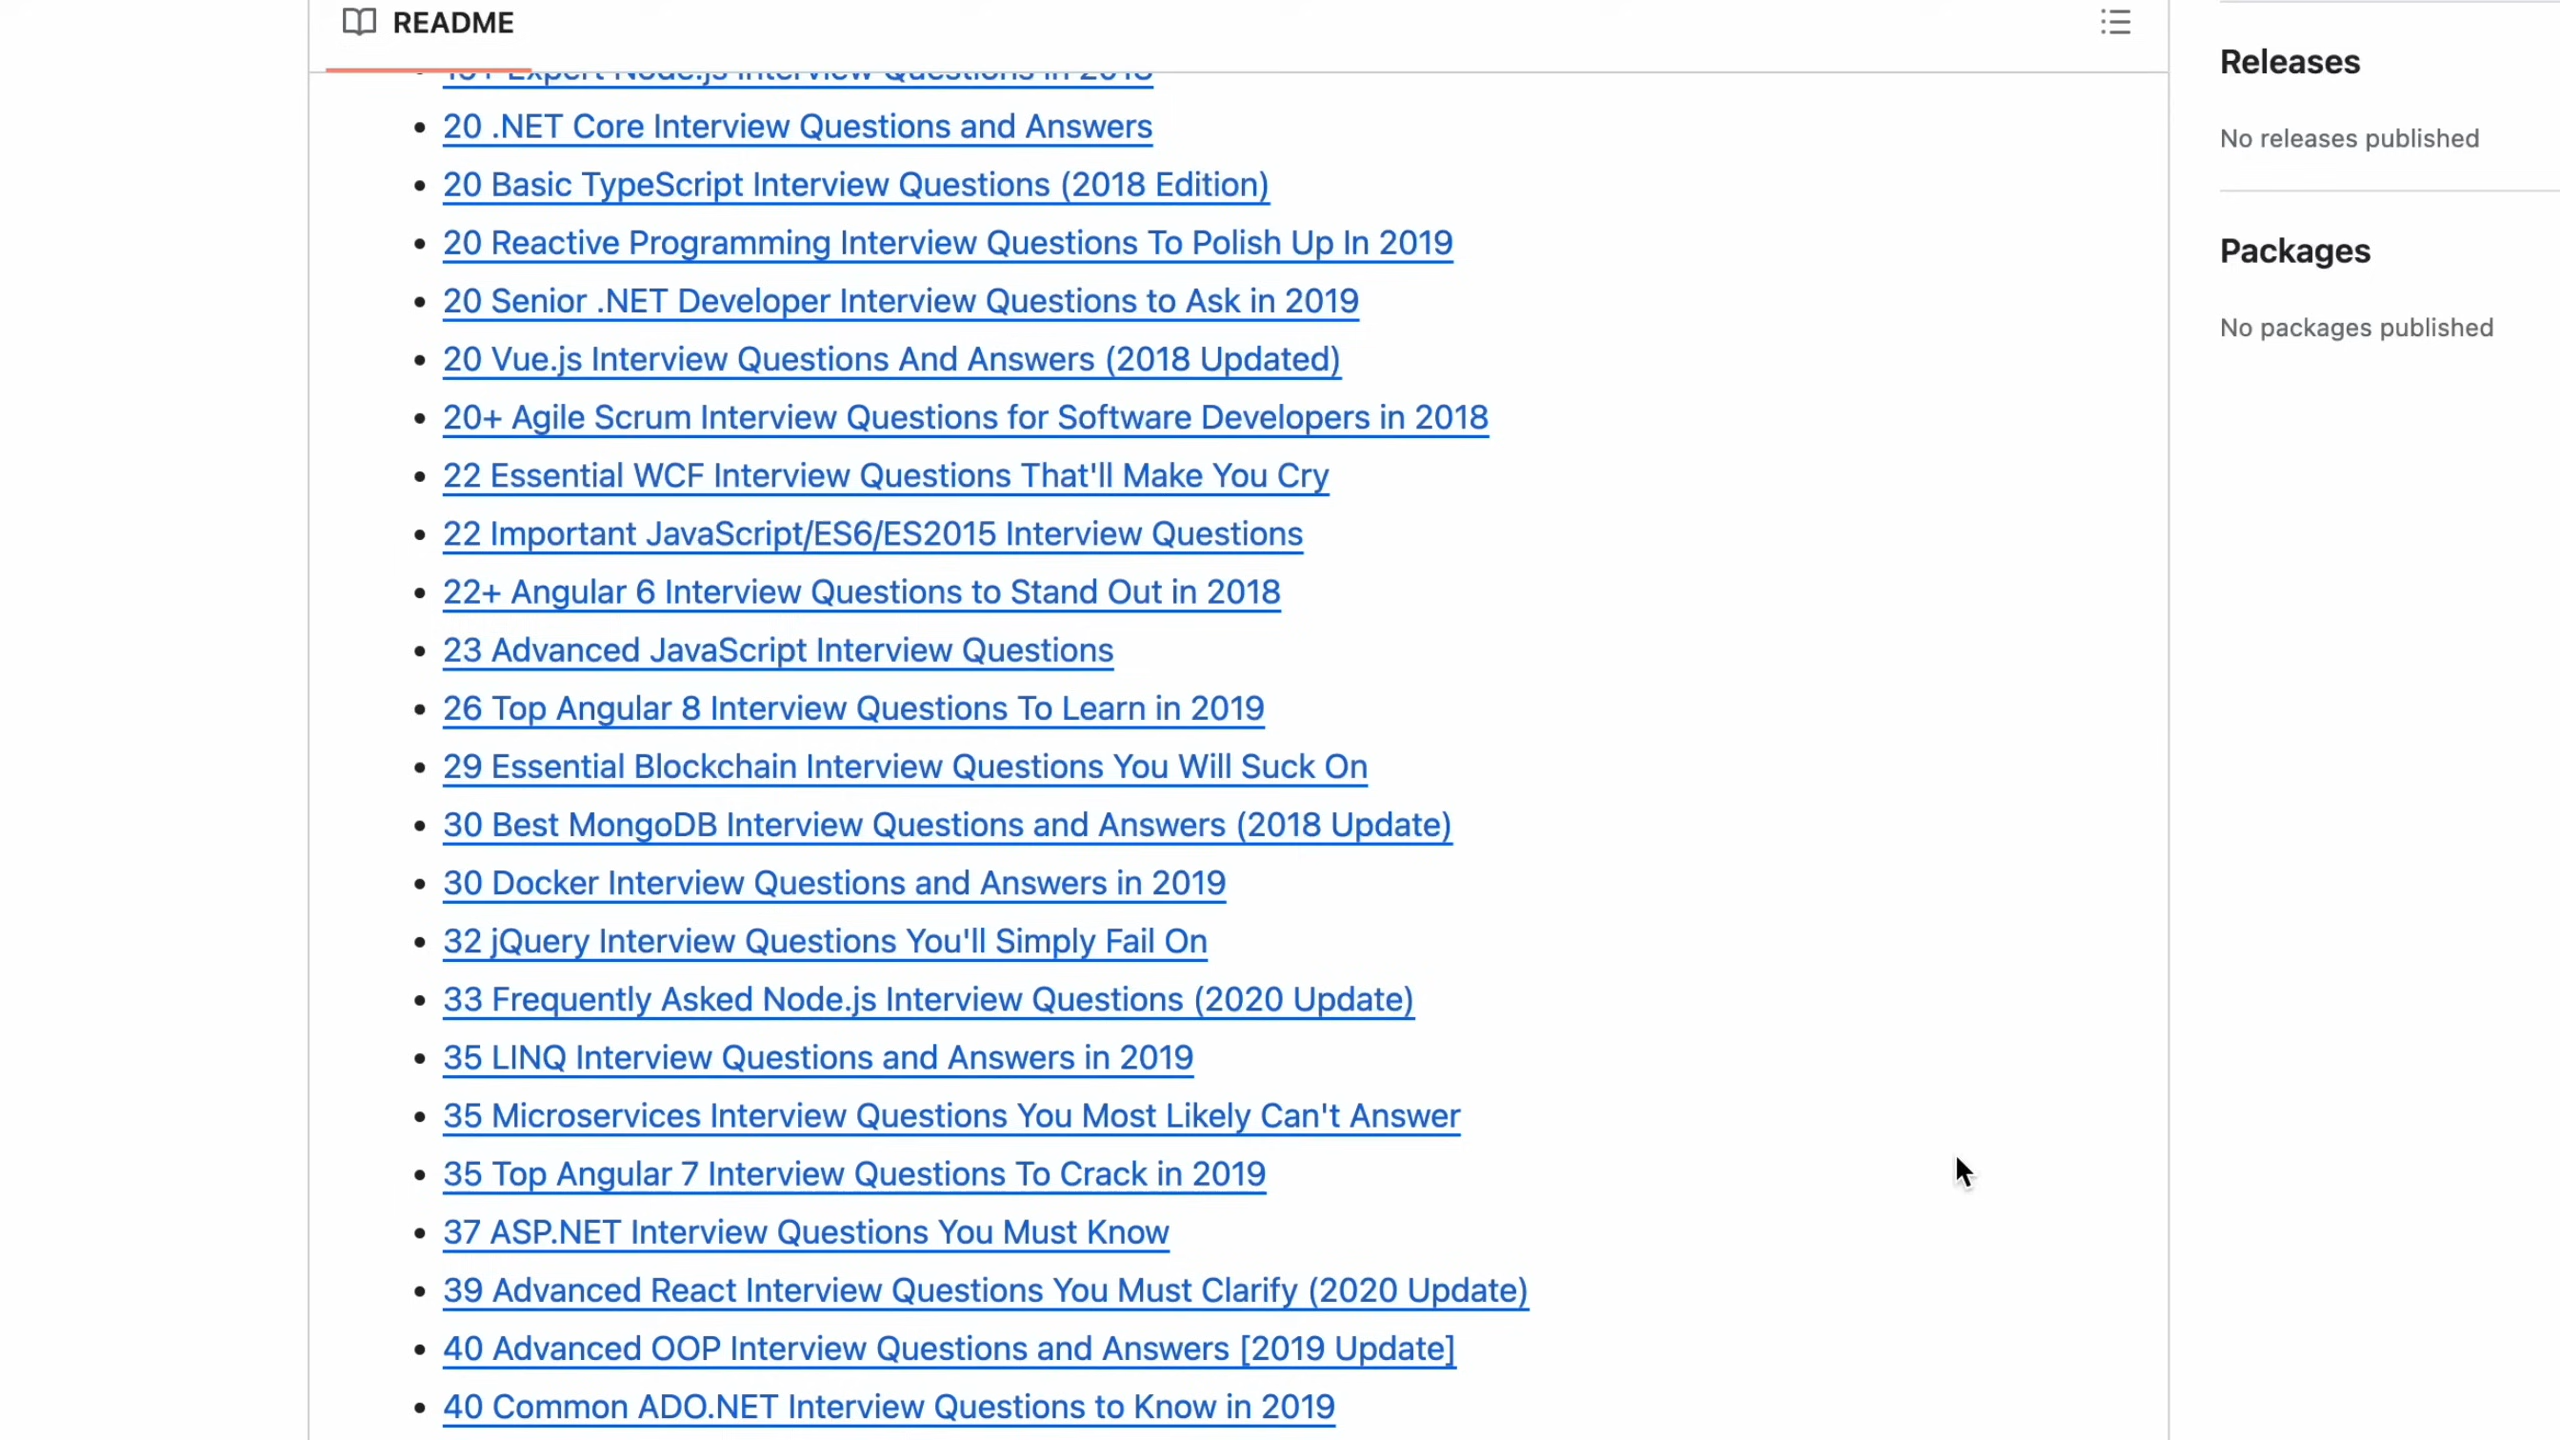 README
Expert Node.js Interview Questions in 2018
20 .NET Core Interview Questions and Answers
20 Basic TypeScript Interview Questions (2018 Edition)
20 Reactive Programming Interview Questions To Polish Up In 2019
20 Senior .NET Developer Interview Questions to Ask in 2019
20 Vue.js Interview Questions And Answers (2018 Updated)
20+ Agile Scrum Interview Questions for Software Developers in 2018
22 Essential WCF Interview Questions That'll Make You Cry
22 Important JavaScript/ES6/ES2015 Interview Questions
22+ Angular 6 Interview Questions to Stand Out in 2018
23 Advanced JavaScript Interview Questions
26 Top Angular 8 Interview Questions To Learn in 2019
29 Essential Blockchain Interview Questions You Will Suck On
30 Best MongoDB Interview Questions and Answers (2018 Update)
30 Docker Interview Questions and Answers in 2019
32 jQuery Interview Questions You'll Simply Fail On
33 Frequently Asked Node.js Interview Questions (2020 Update)
35 LINQ Interview Questions and Answers in 2019
35 Microservices Interview Questions You Most Likely Can't Answer
35 Top Angular 7 Interview Questions To Crack in 2019
37 ASP.NET Interview Questions You Must Know
39 Advanced React Interview Questions You Must Clarify (2020 Update)
40 Advanced OOP Interview Questions and Answers [2019 Update]
40 Common ADO.NET Interview Questions to Know in 2019
Releases
No releases published
Packages
No packages published